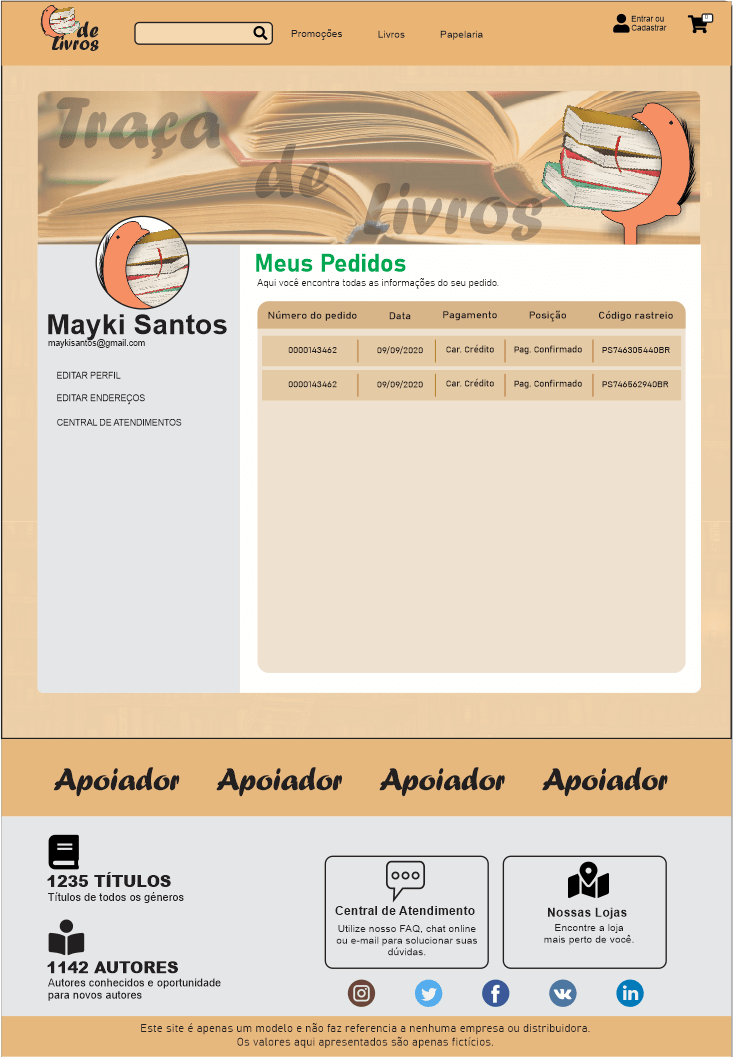 de
Livros
Promoções
Livros
Papelaria
Entrar ou
Cadastrar
0
Traça
de
Livros
Mayki Santos
maykisantos@gmail.com
EDITAR PERFIL
EDITAR ENDEREÇOS
CENTRAL DE ATENDIMENTOS
Meus Pedidos
Aqui você encontra todas as informações do seu pedido.
Número do pedido Data Pagamento Posição Código rastreio
0000143462 09/09/2020 Car. Crédito Pag. Confirmado PS746305440BR
0000143462 09/09/2020 Car. Crédito Pag. Confirmado PS746562940BR
Apoiador Apoiador Apoiador Apoiador
1235 TÍTULOS
Títulos de todos os géneros
1142 AUTORES
Autores conhecidos e oportunidade
para novos autores
Central de Atendimento
Utilize nosso FAQ, chat online
ou e-mail para solucionar suas
dúvidas.
Nossas Lojas
Encontre a loja
mais perto de você.
Este site é apenas um modelo e não faz referencia a nenhuma empresa ou distribuidora.
Os valores aqui apresentados são apenas fictícios.